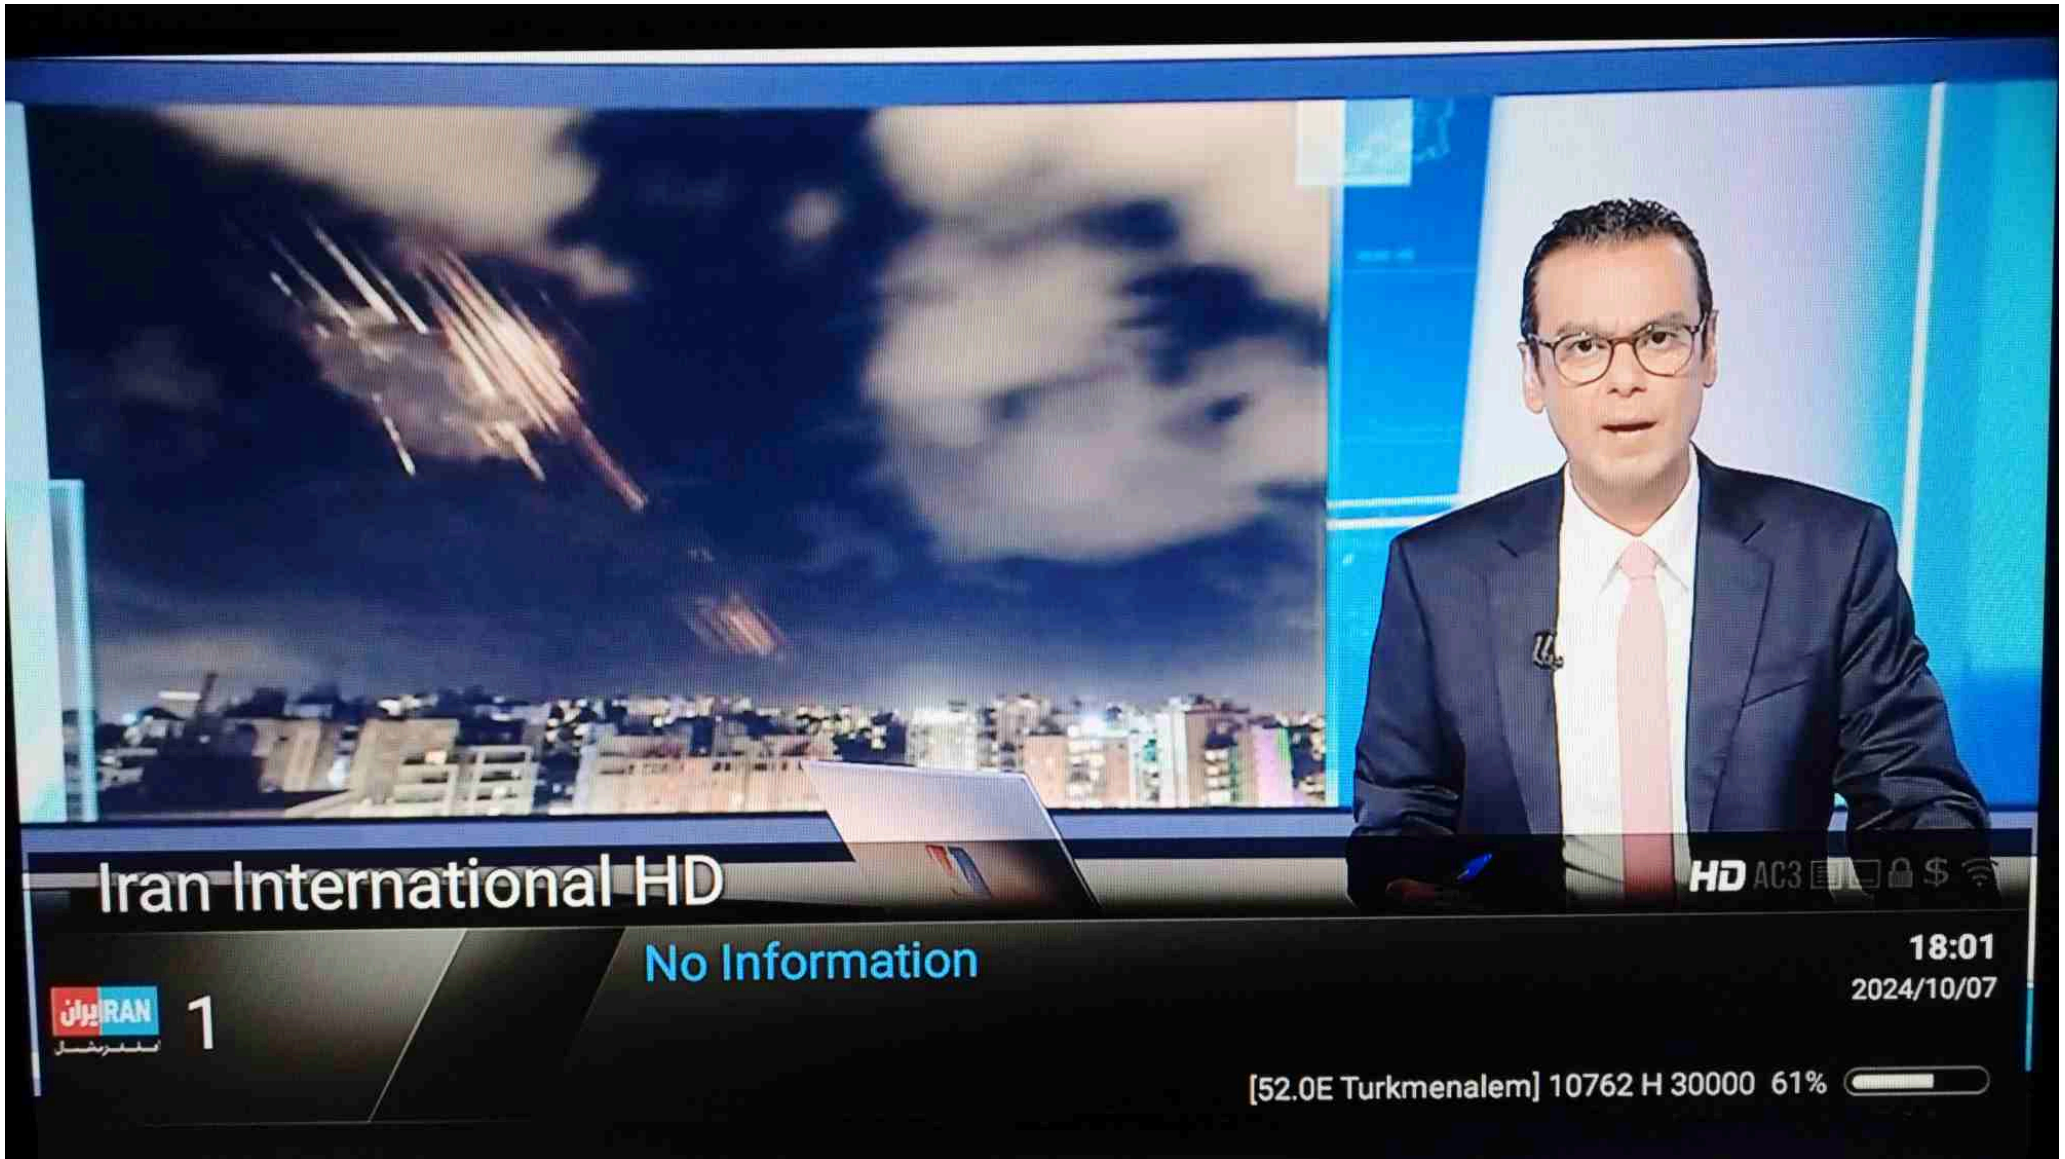 Iran International HD
HD AC3 $
No Information
18:01
2024/10/07
ایران IRAN
اینترنشنال
1
[52.0E Turkmenalem] 10762 H 30000 61%